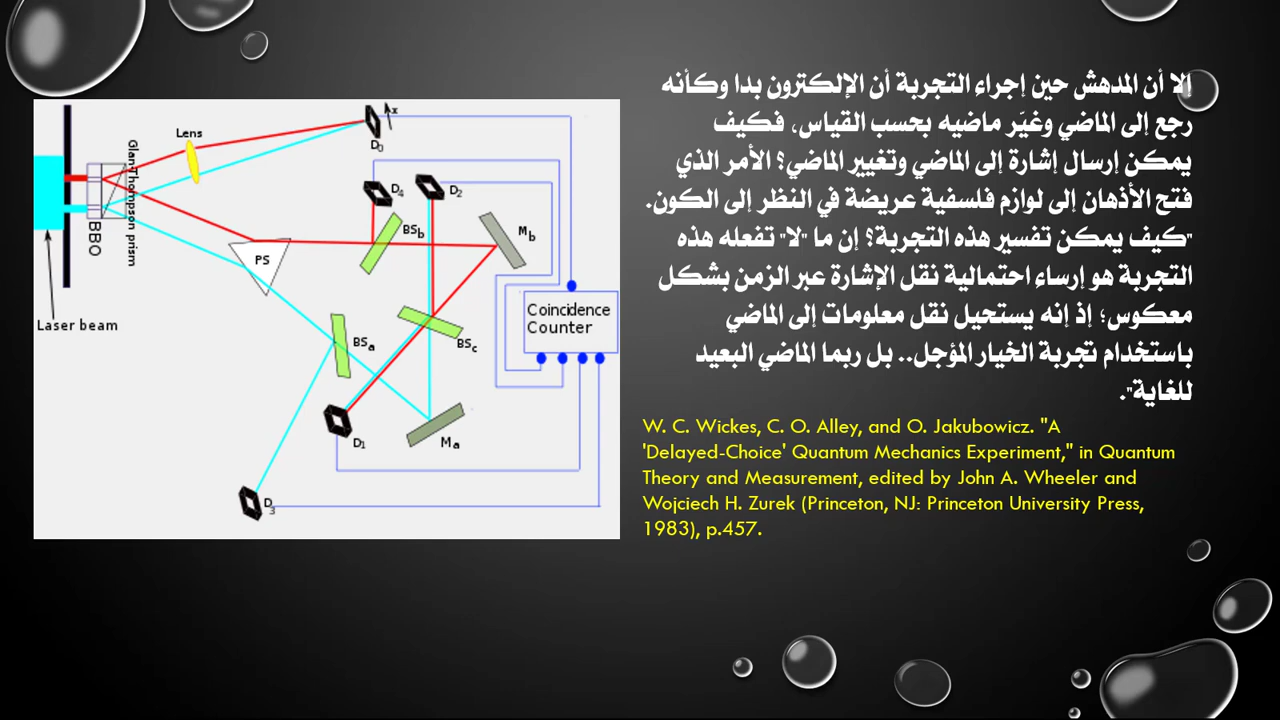 إلا أن المدهش حين إجراء التجربة أن الإلكترون بدا وكأنه
رجع إلى الماضي وغيَر ماضيه بحسب القياس، فكيف
يمكن إرسال إشارة إلى الماضي وتغيير الماضي؟ الأمر الذي
فتح الأذهان إلى لوازم فلسفية عريضة في النظر إلى الكون.
"كيف يمكن تفسير هذه التجربة؟ إن ما "لا" تفعله هذه
التجربة هو إرساء احتمالية نقل الإشارة عبر الزمن بشكل
معكوس؛ إذ إنه يستحيل نقل معلومات إلى الماضي
باستخدام تجربة الخيار المؤجل.. بل ربما الماضي البعيد
للغاية".
W. C. Wickes, C. O. Alley, and O. Jakubowicz. "A
'Delayed-Choice' Quantum Mechanics Experiment," in Quantum
Theory and Measurement, edited by John A. Wheeler and
Wojciech H. Zurek (Princeton, NJ: Princeton University Press,
1983), p.457.
x
Lens
D0
Glan-Thompson prism
D4
D2
BSb
Mb
BBO
PS
Laser beam
Coincidence
Counter
BSa
BSc
D1
Ma
D3